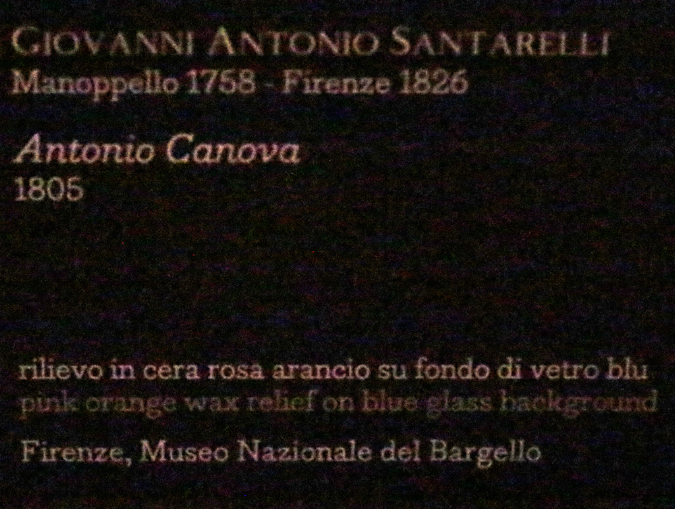 GIOVANNI ANTONIO SANTARELLI
Manoppello 1758 - Firenze 1826
Antonio Canova
1805
rilievo in cera rosa arancio su fondo di vetro blu
pink orange wax relief on blue glass background
Firenze, Museo Nazionale del Bargello